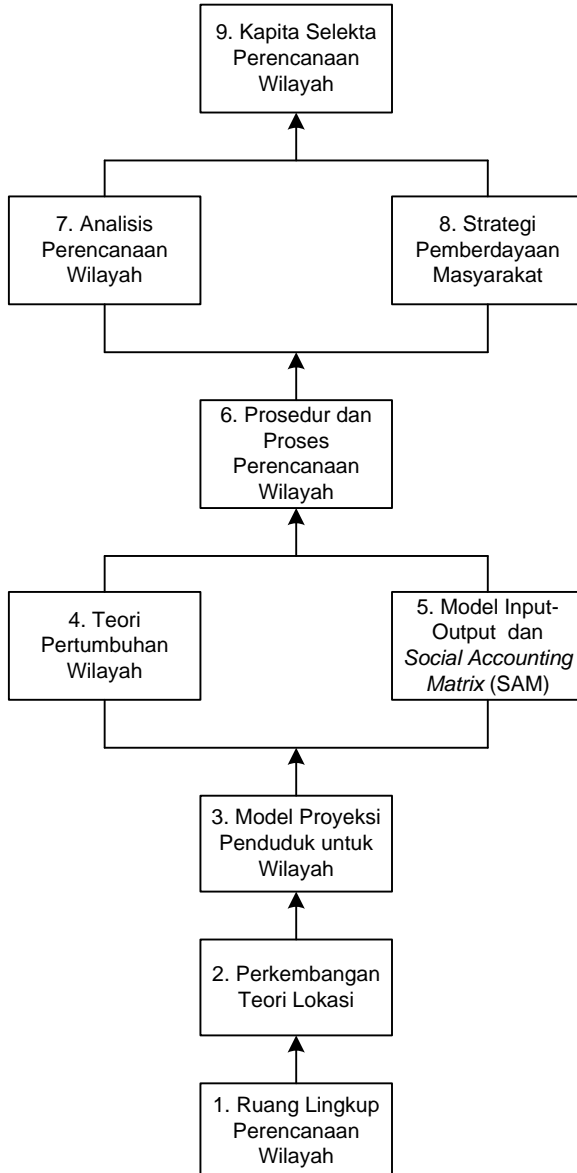 9. Kapita Selekta
Perencanaan
Wilayah
7. Analisis
Perencanaan
Wilayah
8. Strategi
Pemberdayaan
Masyarakat
6. Prosedur dan
Proses
Perencanaan
Wilayah
4. Teori
Pertumbuhan
Wilayah
5. Model Input-
Output dan
Social Accounting
Matrix (SAM)
3. Model Proyeksi
Penduduk untuk
Wilayah
2. Perkembangan
Teori Lokasi
1. Ruang Lingkup
Perencanaan
Wilayah